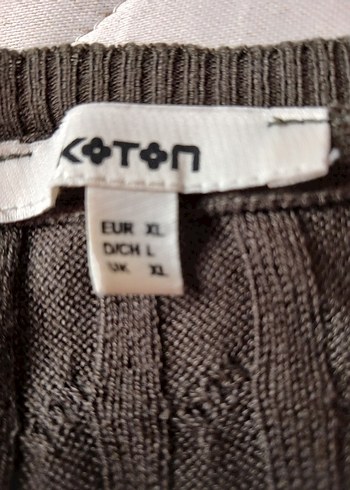 KOTON
EUR XL
D/CH L
UK XL